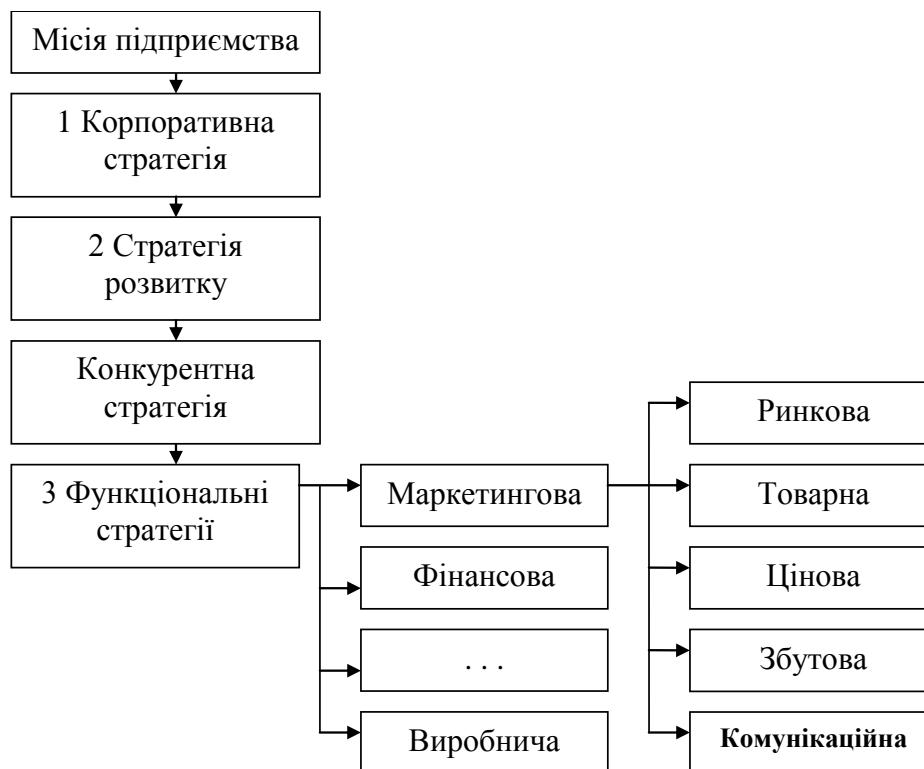 Місія підприємства
1 Корпоративна
стратегія
2 Стратегія
розвитку
Конкурентна
стратегія
3 Функціональні
стратегії
Маркетингова
Фінансова
. . .
Виробнича
Ринкова
Товарна
Цінова
Збутова
Комунікаційна